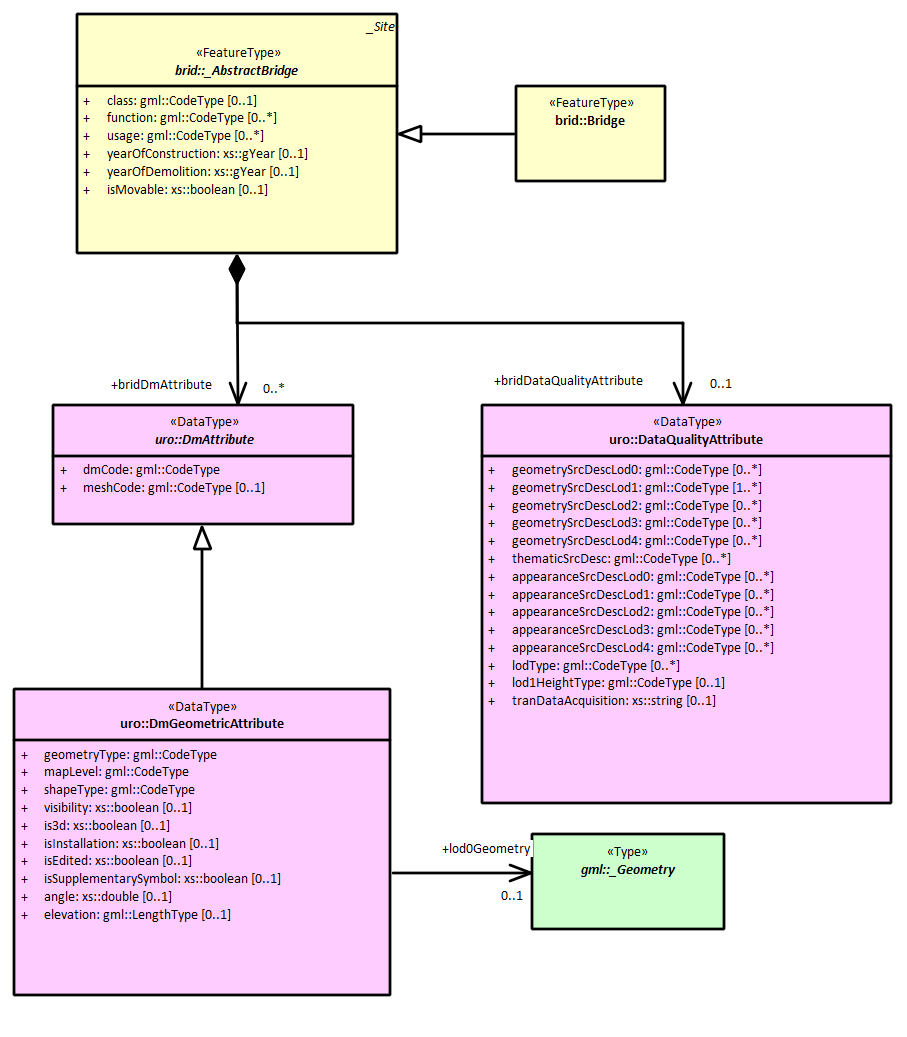 _Site
«FeatureType»
brid::_AbstractBridge
+ class: gml::CodeType [0..1]
+ function: gml::CodeType [0..*]
+ usage: gml::CodeType [0..*]
+ yearOfConstruction: xs::gYear [0..1]
+ yearOfDemolition: xs::gYear [0..1]
+ isMovable: xs::boolean [0..1]
«FeatureType»
brid::Bridge
+bridDmAttribute
0..*
+bridDataQualityAttribute
0..1
«DataType»
uro::DmAttribute
+ dmCode: gml::CodeType
+ meshCode: gml::CodeType [0..1]
«DataType»
uro::DataQualityAttribute
+ geometrySrcDescLod0: gml::CodeType [0..*]
+ geometrySrcDescLod1: gml::CodeType [1..*]
+ geometrySrcDescLod2: gml::CodeType [0..*]
+ geometrySrcDescLod3: gml::CodeType [0..*]
+ geometrySrcDescLod4: gml::CodeType [0..*]
+ thematicSrcDesc: gml::CodeType [0..*]
+ appearanceSrcDescLod0: gml::CodeType [0..*]
+ appearanceSrcDescLod1: gml::CodeType [0..*]
+ appearanceSrcDescLod2: gml::CodeType [0..*]
+ appearanceSrcDescLod3: gml::CodeType [0..*]
+ appearanceSrcDescLod4: gml::CodeType [0..*]
+ lodType: gml::CodeType [0..*]
+ lod1HeightType: gml::CodeType [0..1]
+ tranDataAcquisition: xs::string [0..1]
«DataType»
uro::DmGeometricAttribute
+ geometryType: gml::CodeType
+ mapLevel: gml::CodeType
+ shapeType: gml::CodeType
+ visibility: xs::boolean [0..1]
+ is3d: xs::boolean [0..1]
+ isInstallation: xs::boolean [0..1]
+ isEdited: xs::boolean [0..1]
+ isSupplementarySymbol: xs::boolean [0..1]
+ angle: xs::double [0..1]
+ elevation: gml::LengthType [0..1]
+lod0Geometry
0..1
«Type»
gml::_Geometry